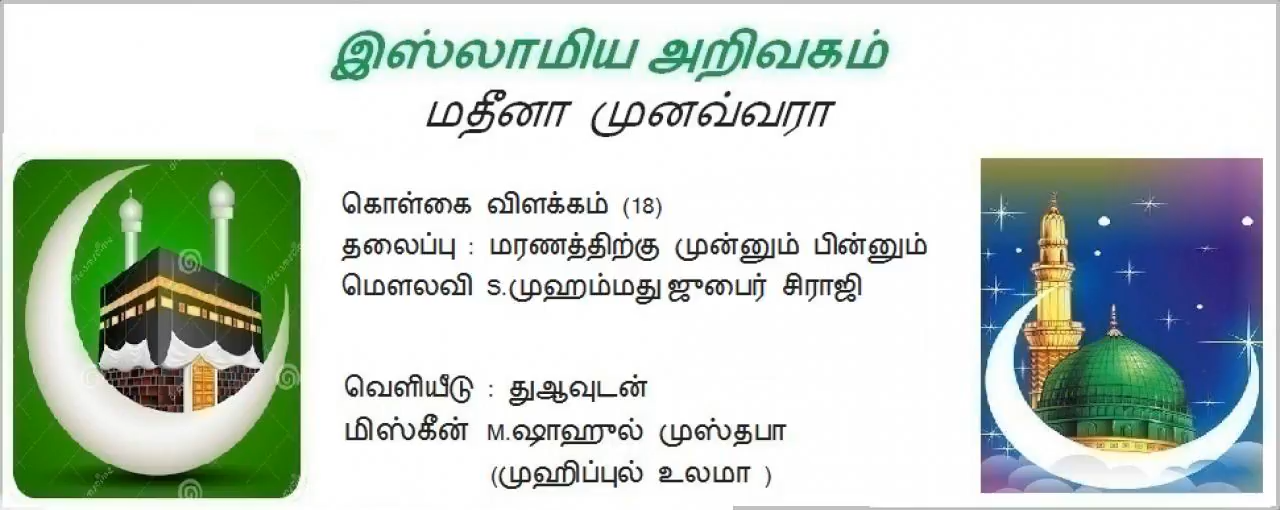 இஸ்லாமிய அறிவகம்
மதீனா முனவ்வரா
கொள்கை விளக்கம் (18)
தலைப்பு : மரணத்திற்கு முன்னும் பின்னும்
மௌலவி S.முஹம்மது ஜுபைர் சிராஜி
வெளியீடு : துஆவுடன்
மிஸ்கீன் M.ஷாஹுல் முஸ்தபா
(முஹிப்புல் உலமா )